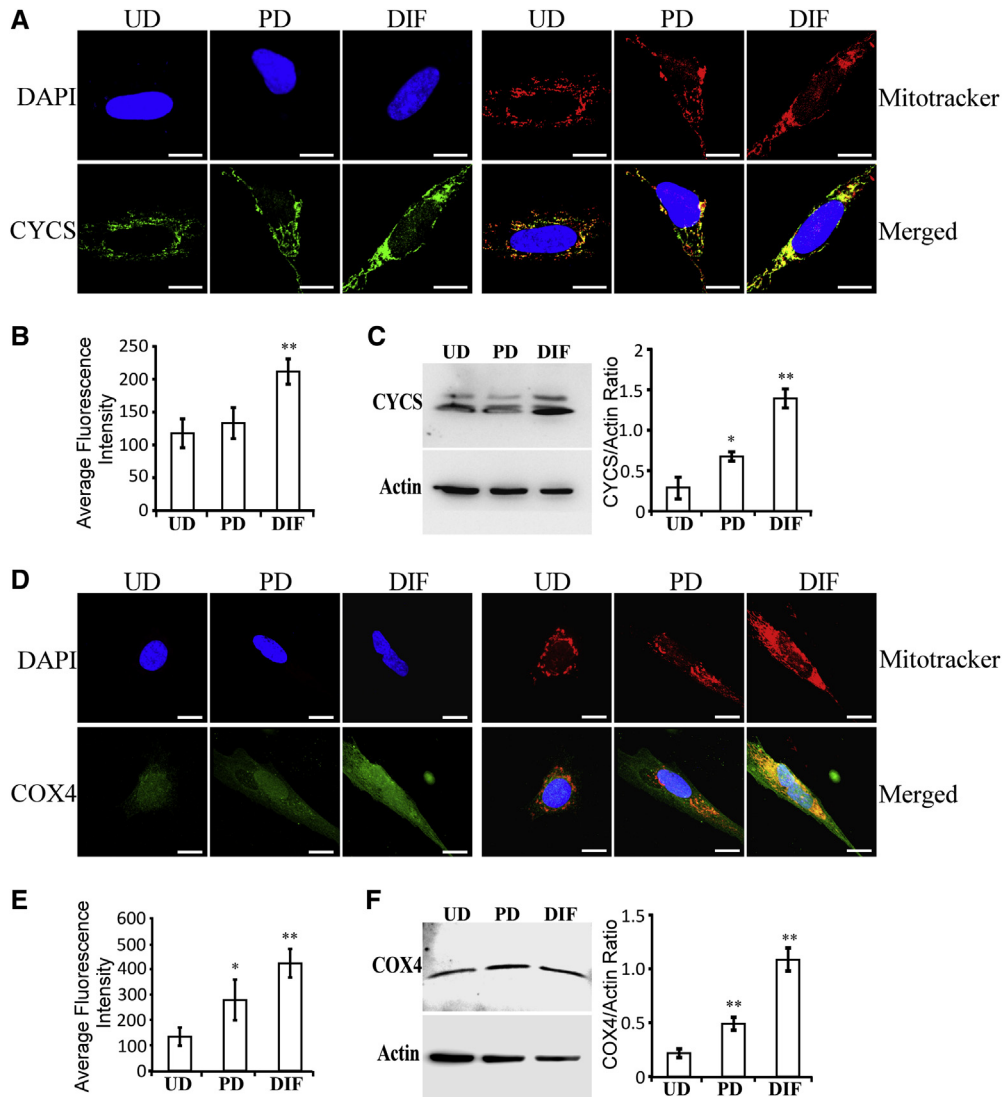 A
UD PD DIF UD PD DIF
DAPI Mitotracker
CYCS Merged
B
Average Fluorescence
Intensity
250
200
150
100
50
0
**
UD PD DIF
C
UD PD DIF
CYCS
Actin
CYCS/Actin Ratio
2
1.5
1
0.5
0
*
**
UD PD DIF
D
UD PD DIF UD PD DIF
DAPI Mitotracker
COX4 Merged
E
Average Fluorescence
Intensity
600
500
400
300
200
100
0
*
**
UD PD DIF
F
UD PD DIF
COX4
Actin
COX4/Actin Ratio
1.5
1.0
0.5
0
**
**
UD PD DIF